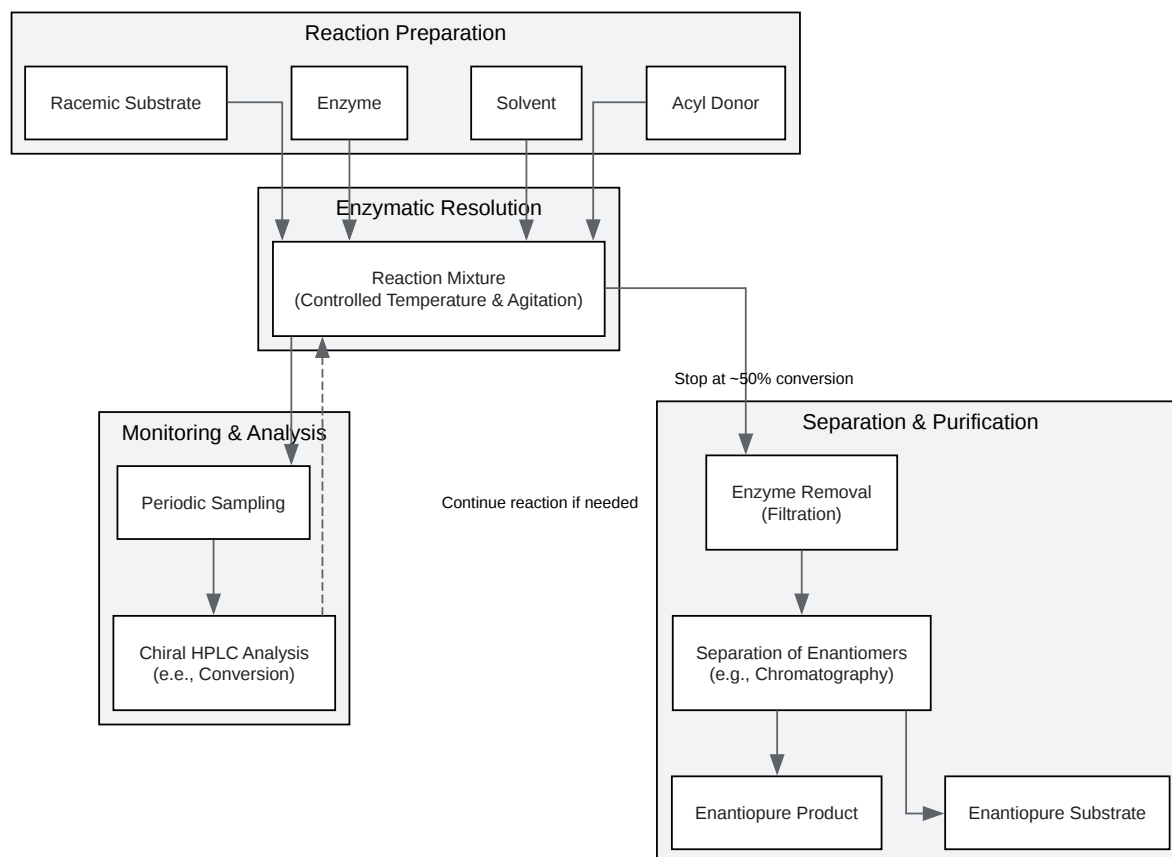 Reaction Preparation
Racemic Substrate
Enzyme
Solvent
Acyl Donor
Enzymatic Resolution
Reaction Mixture
(Controlled Temperature & Agitation)
Stop at ~50% conversion
Monitoring & Analysis
Separation & Purification
Periodic Sampling
Continue reaction if needed
Enzyme Removal
(Filtration)
Chiral HPLC Analysis
(e.e., Conversion)
Separation of Enantiomers
(e.g., Chromatography)
Enantiopure Product
Enantiopure Substrate